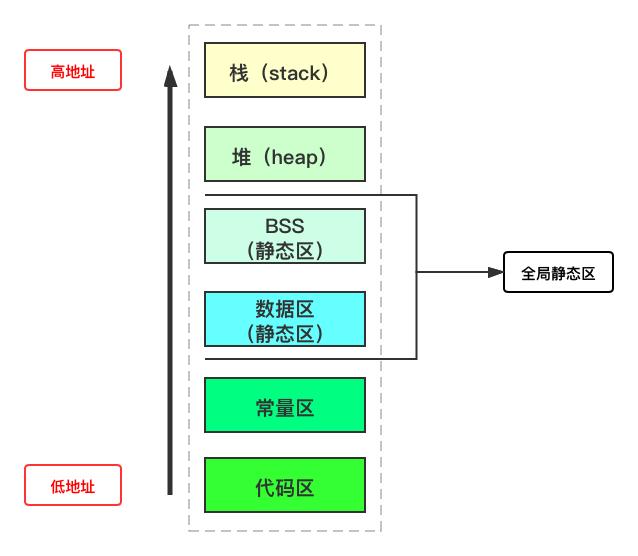 高地址
栈（stack）
堆（heap）
BSS
（静态区）
全局静态区
数据区
（静态区）
常量区
低地址
代码区